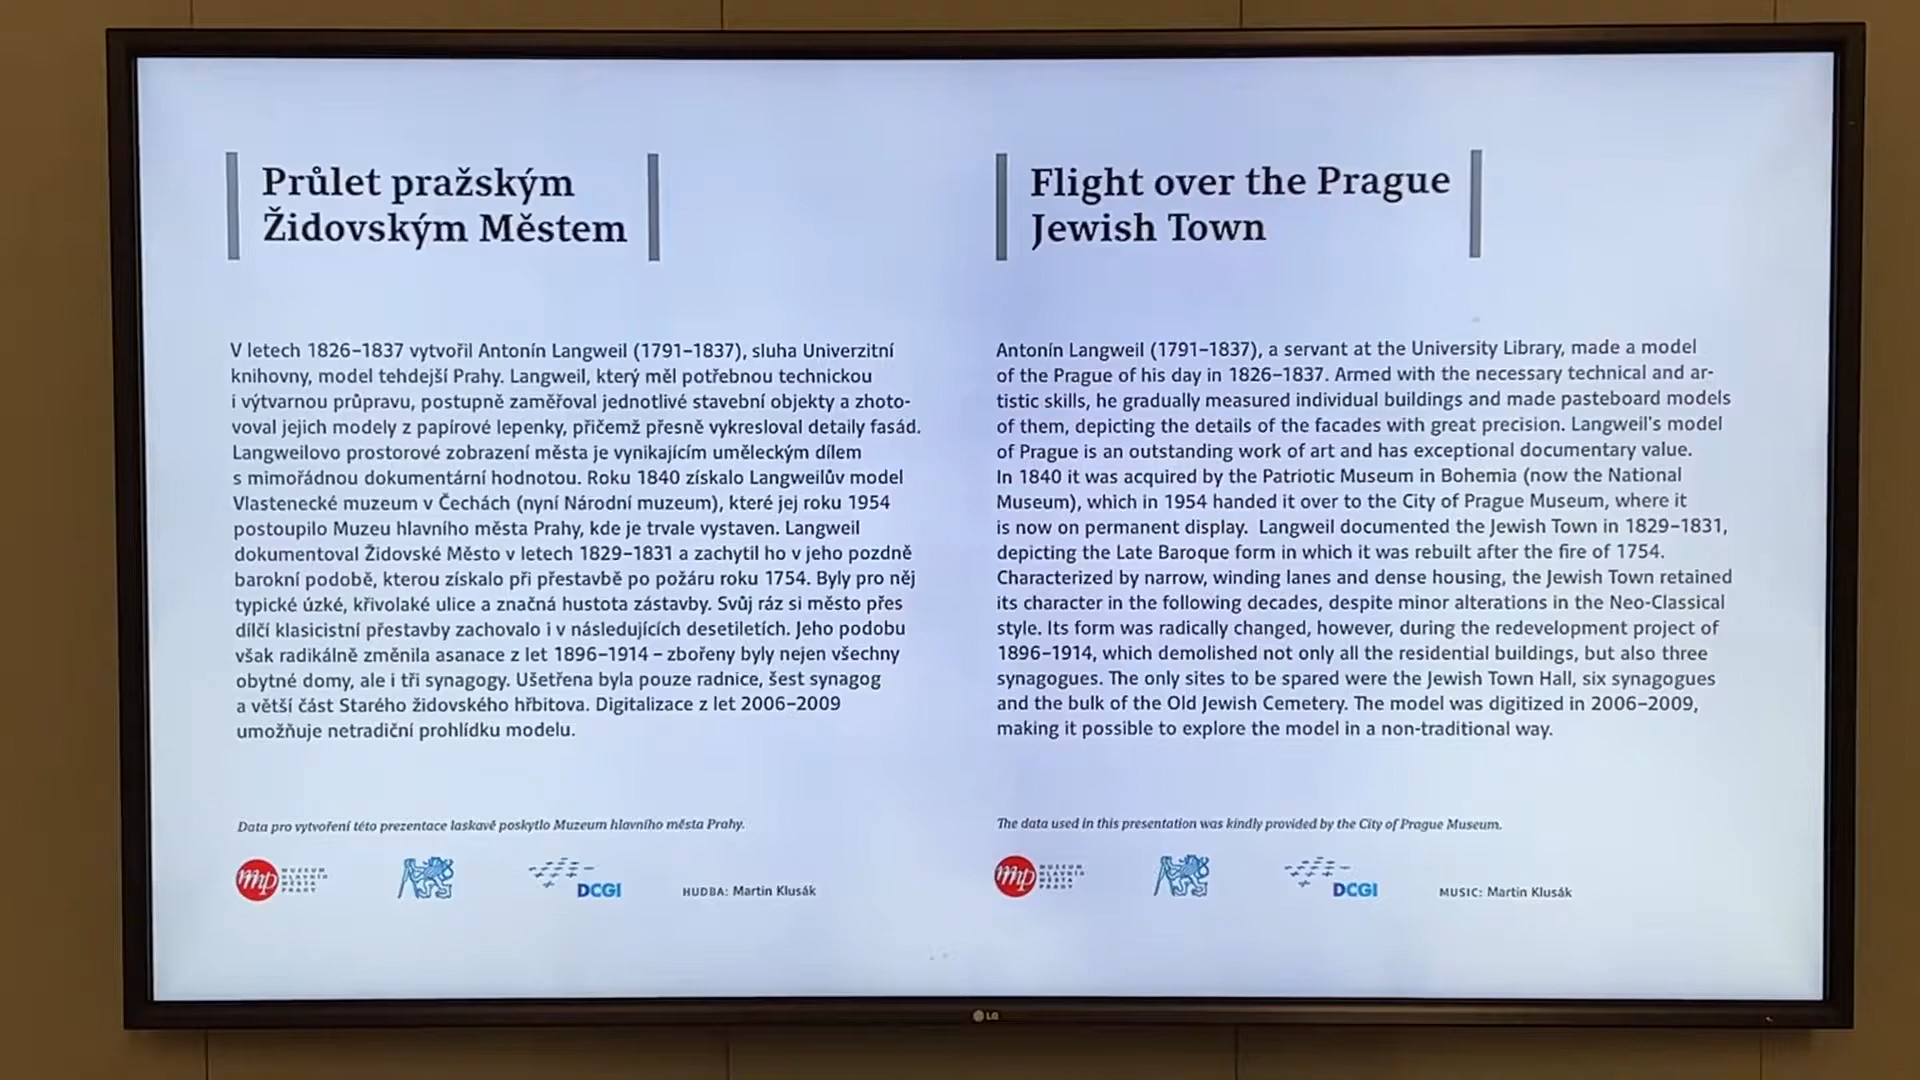 Průlet pražským
Židovským Městem
V letech 1826–1837 vytvořil Antonín Langweil (1791–1837), sluha Univerzitní
knihovny, model tehdejší Prahy. Langweil, který měl potřebnou technickou
i výtvarnou průpravu, postupně zaměřoval jednotlivé stavební objekty a zhoto-
voval jejich modely z papírové lepenky, přičemž přesně vykresloval detaily fasád.
Langweilovo prostorové zobrazení města je vynikajícím uměleckým dílem
s mimořádnou dokumentární hodnotou. Roku 1840 získalo Langweilův model
Vlastenecké muzeum v Čechách (nyní Národní muzeum), které jej roku 1954
postoupilo Muzeu hlavního města Prahy, kde je trvale vystaven. Langweil
dokumentoval Židovské Město v letech 1829–1831 a zachytil ho v jeho pozdně
barokní podobě, kterou získalo při přestavbě po požáru roku 1754. Byly pro něj
typické úzké, křivolaké ulice a značná hustota zástavby. Svůj ráz si město přes
dílčí klasicistní přestavby zachovalo i v následujících desetiletích. Jeho podobu
však radikálně změnila asanace z let 1896–1914 – zbořeny byly nejen všechny
obytné domy, ale i tři synagogy. Ušetřena byla pouze radnice, šest synagog
a větší část Starého židovského hřbitova. Digitalizace z let 2006–2009
umožňuje netradiční prohlídku modelu.
Data pro vytvoření této prezentace laskavě poskytlo Muzeum hlavního města Prahy.
mp MUZEUM
HLAVNÍHO
MĚSTA
PRAHY
DCGI
HUDBA: Martin Klusák
Flight over the Prague
Jewish Town
Antonín Langweil (1791–1837), a servant at the University Library, made a model
of the Prague of his day in 1826–1837. Armed with the necessary technical and ar-
tistic skills, he gradually measured individual buildings and made pasteboard models
of them, depicting the details of the facades with great precision. Langweil's model
of Prague is an outstanding work of art and has exceptional documentary value.
In 1840 it was acquired by the Patriotic Museum in Bohemia (now the National
Museum), which in 1954 handed it over to the City of Prague Museum, where it
is now on permanent display. Langweil documented the Jewish Town in 1829–1831,
depicting the Late Baroque form in which it was rebuilt after the fire of 1754.
Characterized by narrow, winding lanes and dense housing, the Jewish Town retained
its character in the following decades, despite minor alterations in the Neo-Classical
style. Its form was radically changed, however, during the redevelopment project of
1896–1914, which demolished not only all the residential buildings, but also three
synagogues. The only sites to be spared were the Jewish Town Hall, six synagogues
and the bulk of the Old Jewish Cemetery. The model was digitized in 2006–2009,
making it possible to explore the model in a non-traditional way.
The data used in this presentation was kindly provided by the City of Prague Museum.
mp MUZEUM
HLAVNÍHO
MĚSTA
PRAHY
DCGI
MUSIC: Martin Klusák
LG